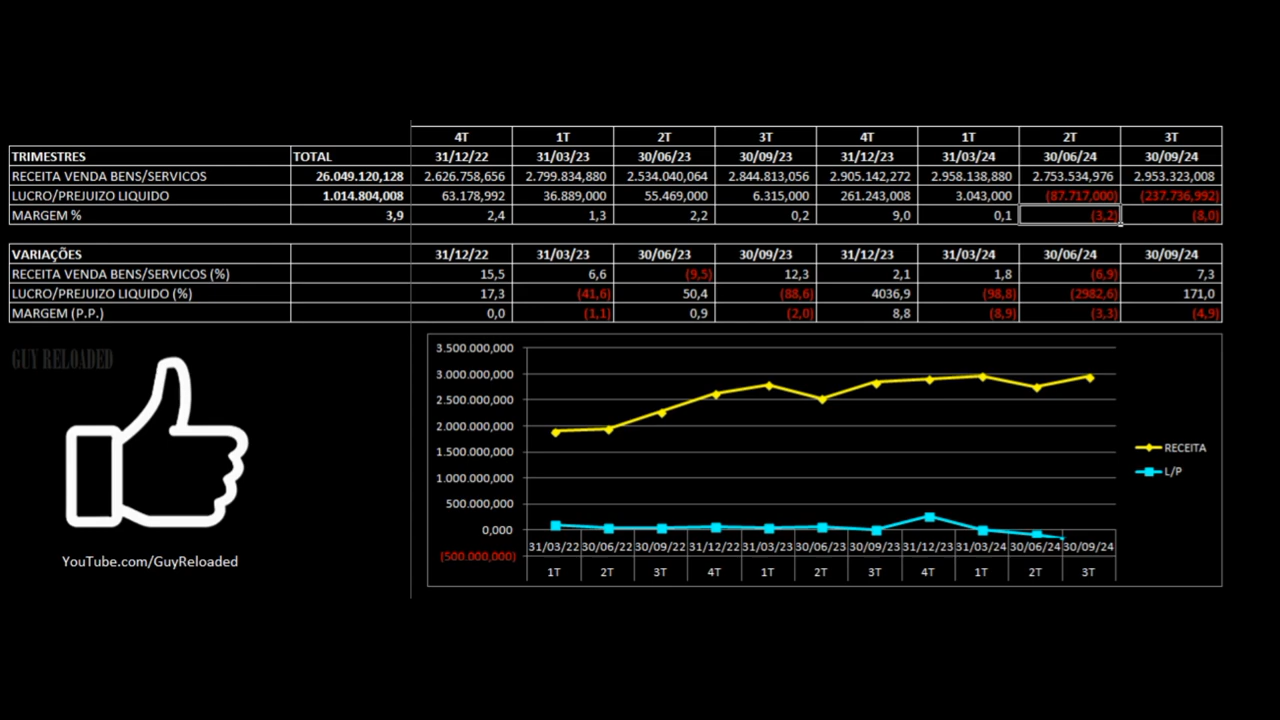 4T 1T 2T 3T 4T 1T 2T 3T
TRIMESTRES TOTAL 31/12/22 31/03/23 30/06/23 30/09/23 31/12/23 31/03/24 30/06/24 30/09/24
RECEITA VENDA BENS/SERVICOS 26.049.120,128 2.626.758,656 2.799.834,880 2.534.040,064 2.844.813,056 2.905.142,272 2.958.138,880 2.753.534,976 2.953.323,008
LUCRO/PREJUIZO LIQUIDO 1.014.804,008 63.178,992 36.889,000 55.469,000 6.315,000 261.243,008 3.043,000 (87.717,000) (237.736,992)
MARGEM % 3,9 2,4 1,3 2,2 0,2 9,0 0,1 (3,2) (8,0)
VARIAÇÕES 31/12/22 31/03/23 30/06/23 30/09/23 31/12/23 31/03/24 30/06/24 30/09/24
RECEITA VENDA BENS/SERVICOS (%) 15,5 6,6 (9,5) 12,3 2,1 1,8 (6,9) 7,3
LUCRO/PREJUIZO LIQUIDO (%) 17,3 (41,6) 50,4 (88,6) 4036,9 (98,8) (2982,6) 171,0
MARGEM (P.P.) 0,0 (1,1) 0,9 (2,0) 8,8 (8,9) (3,3) (4,9)
GUY RELOADED
YouTube.com/GuyReloaded
3.500.000,000
3.000.000,000
2.500.000,000
2.000.000,000
1.500.000,000
1.000.000,000
500.000,000
0,000
(500.000,000)
31/03/22 30/06/22 30/09/22 31/12/22 31/03/23 30/06/23 30/09/23 31/12/23 31/03/24 30/06/24 30/09/24
1T 2T 3T 4T 1T 2T 3T 4T 1T 2T 3T
RECEITA
L/P